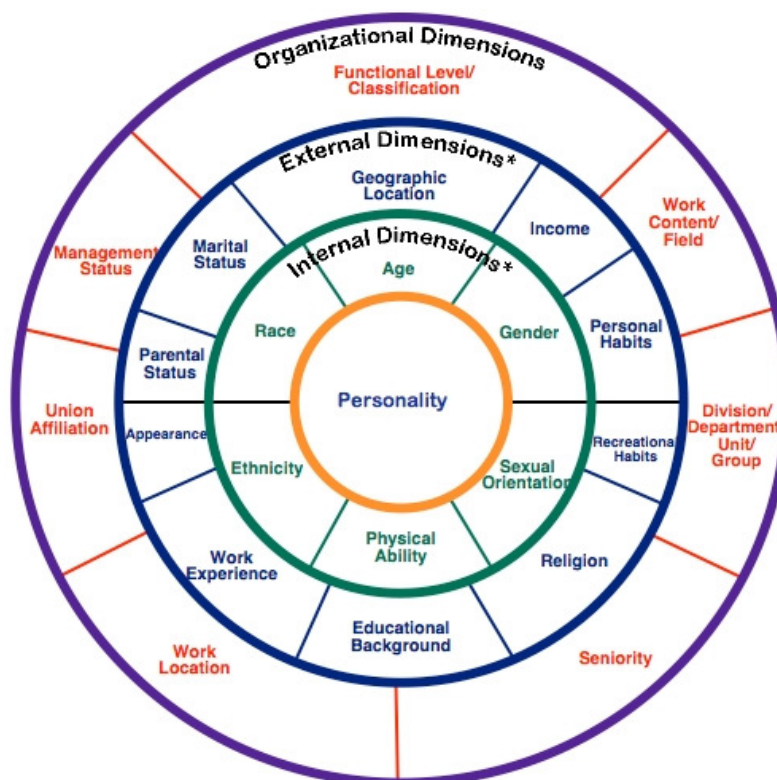 Organizational Dimensions
Functional Level/
Classification
External Dimensions*
Geographic
Location
Income
Work
Content/
Field
Marital
Status
Management
Status
Internal Dimensions*
Age
Race
Gender
Personal
Habits
Parental
Status
Personality
Union
Affiliation
Appearance
Division/
Department
Unit/
Group
Recreational
Habits
Ethnicity
Sexual
Orientation
Physical
Ability
Work
Experience
Religion
Educational
Background
Work
Location
Seniority